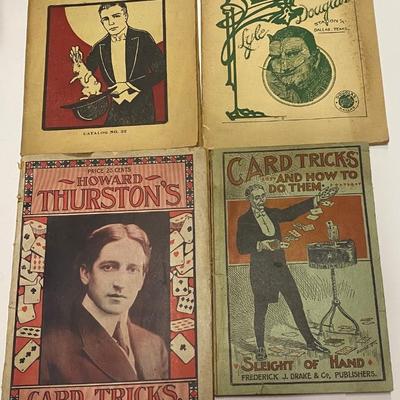 CATALOG NO. 32
Lyle Douglas
STATION A
DALLAS, TEXAS.
PRICE 25 CENTS
HOWARD
THURSTON'S
CARD TRICKS.
CARD TRICKS
AND HOW TO
DO THEM
SLEIGHT OF HAND
FREDERICK J. DRAKE & CO., PUBLISHERS.